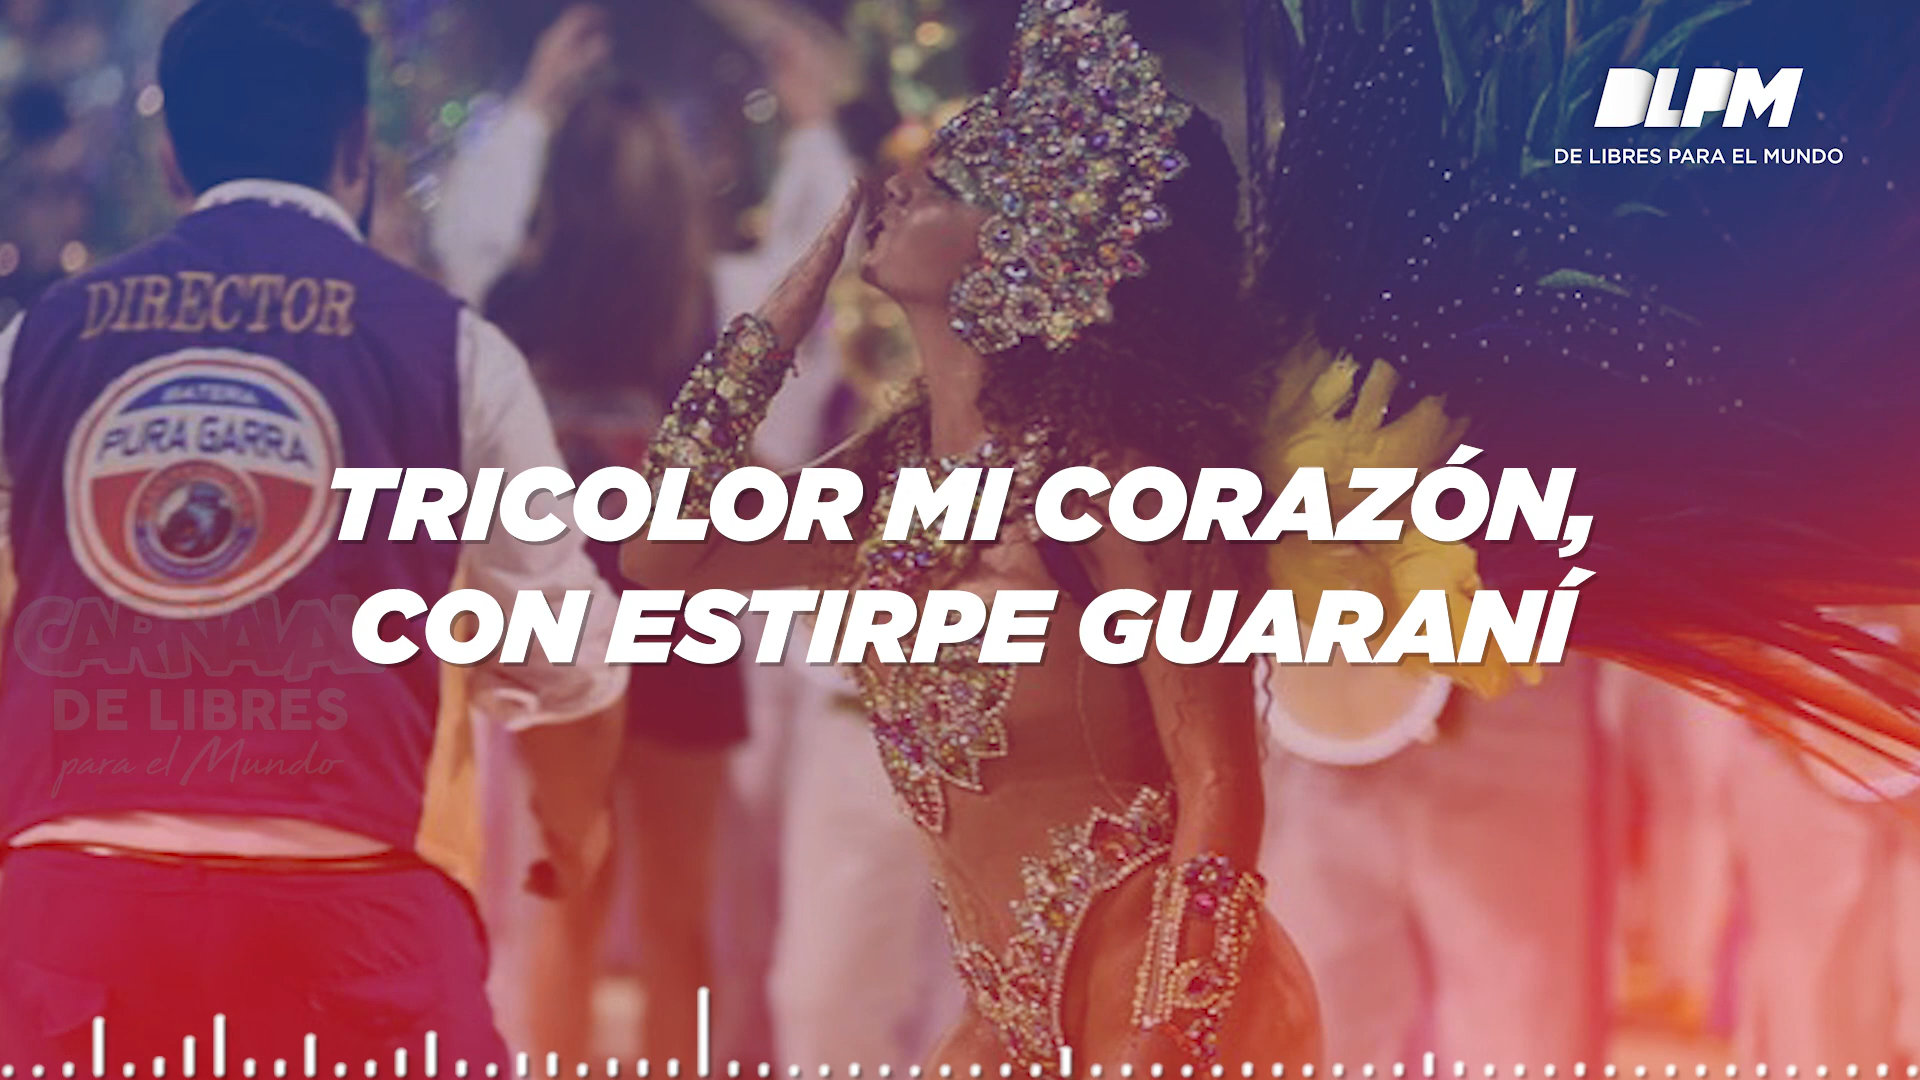 DLPM
DE LIBRES PARA EL MUNDO
DIRECTOR
BATERIA
PURA GARRA
TRICOLOR MI CORAZÓN,
CON ESTIRPE GUARANÍ
CARNAVAL
DE LIBRES
para el Mundo